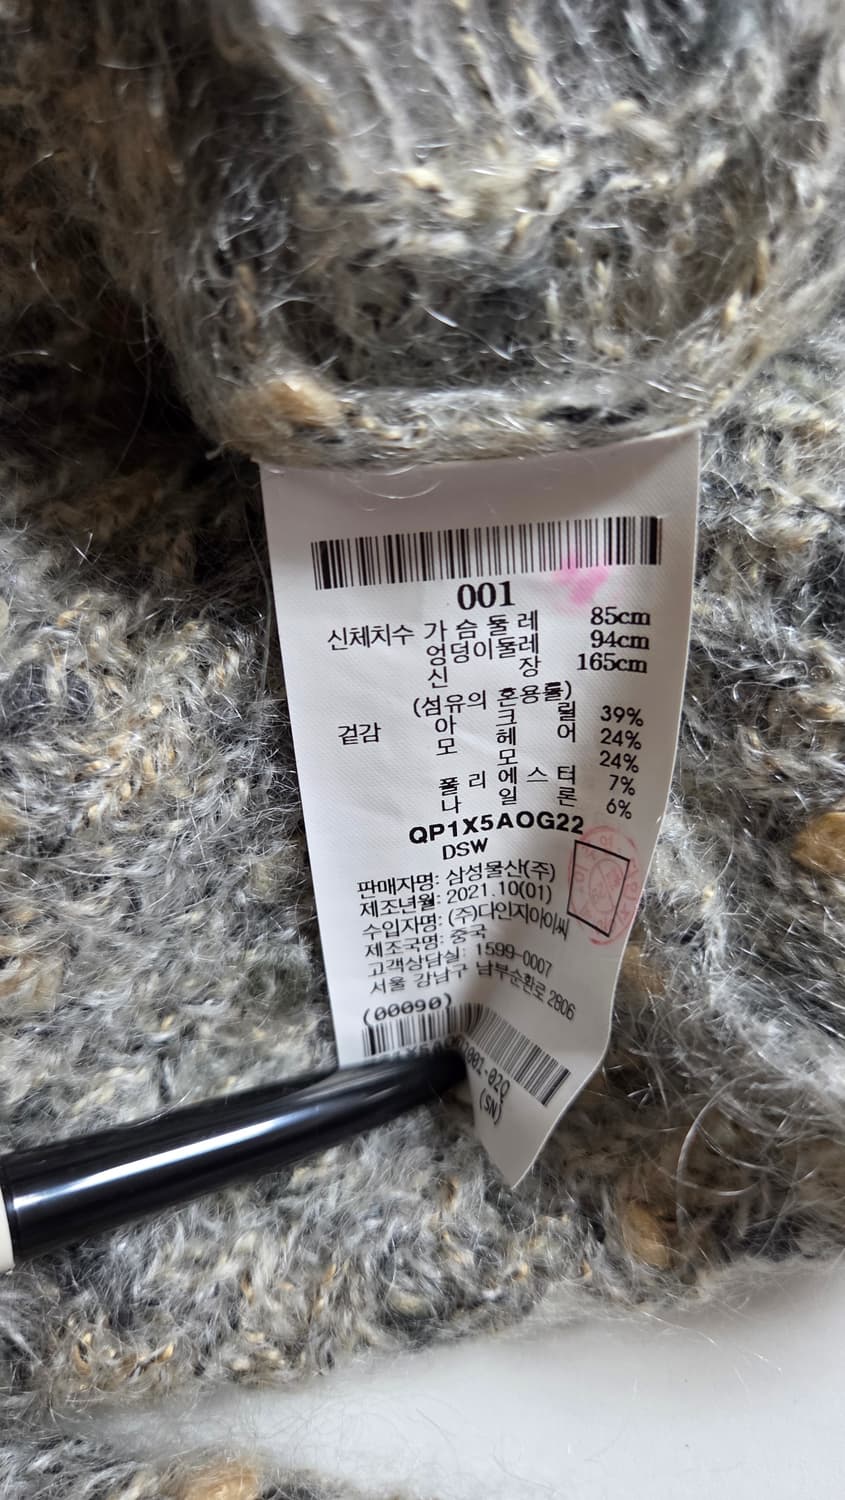 001
신체치수 가슴둘레 85cm
엉덩이둘레 94cm
신 장 165cm
(섬유의 혼용률)
겉감 아 크 릴 39%
모 헤 어 24%
모 24%
폴리에스터 7%
나 일 론 6%
QP1X5AOG22
DSW
판매자명: 삼성물산(주)
제조년월: 2021.10(01)
수입자명: (주)다인지아이씨
제조국명: 중국
고객상담실: 1599-0007
서울 강남구 남부순환로 2806
(00090)
001-02Q
(SN)